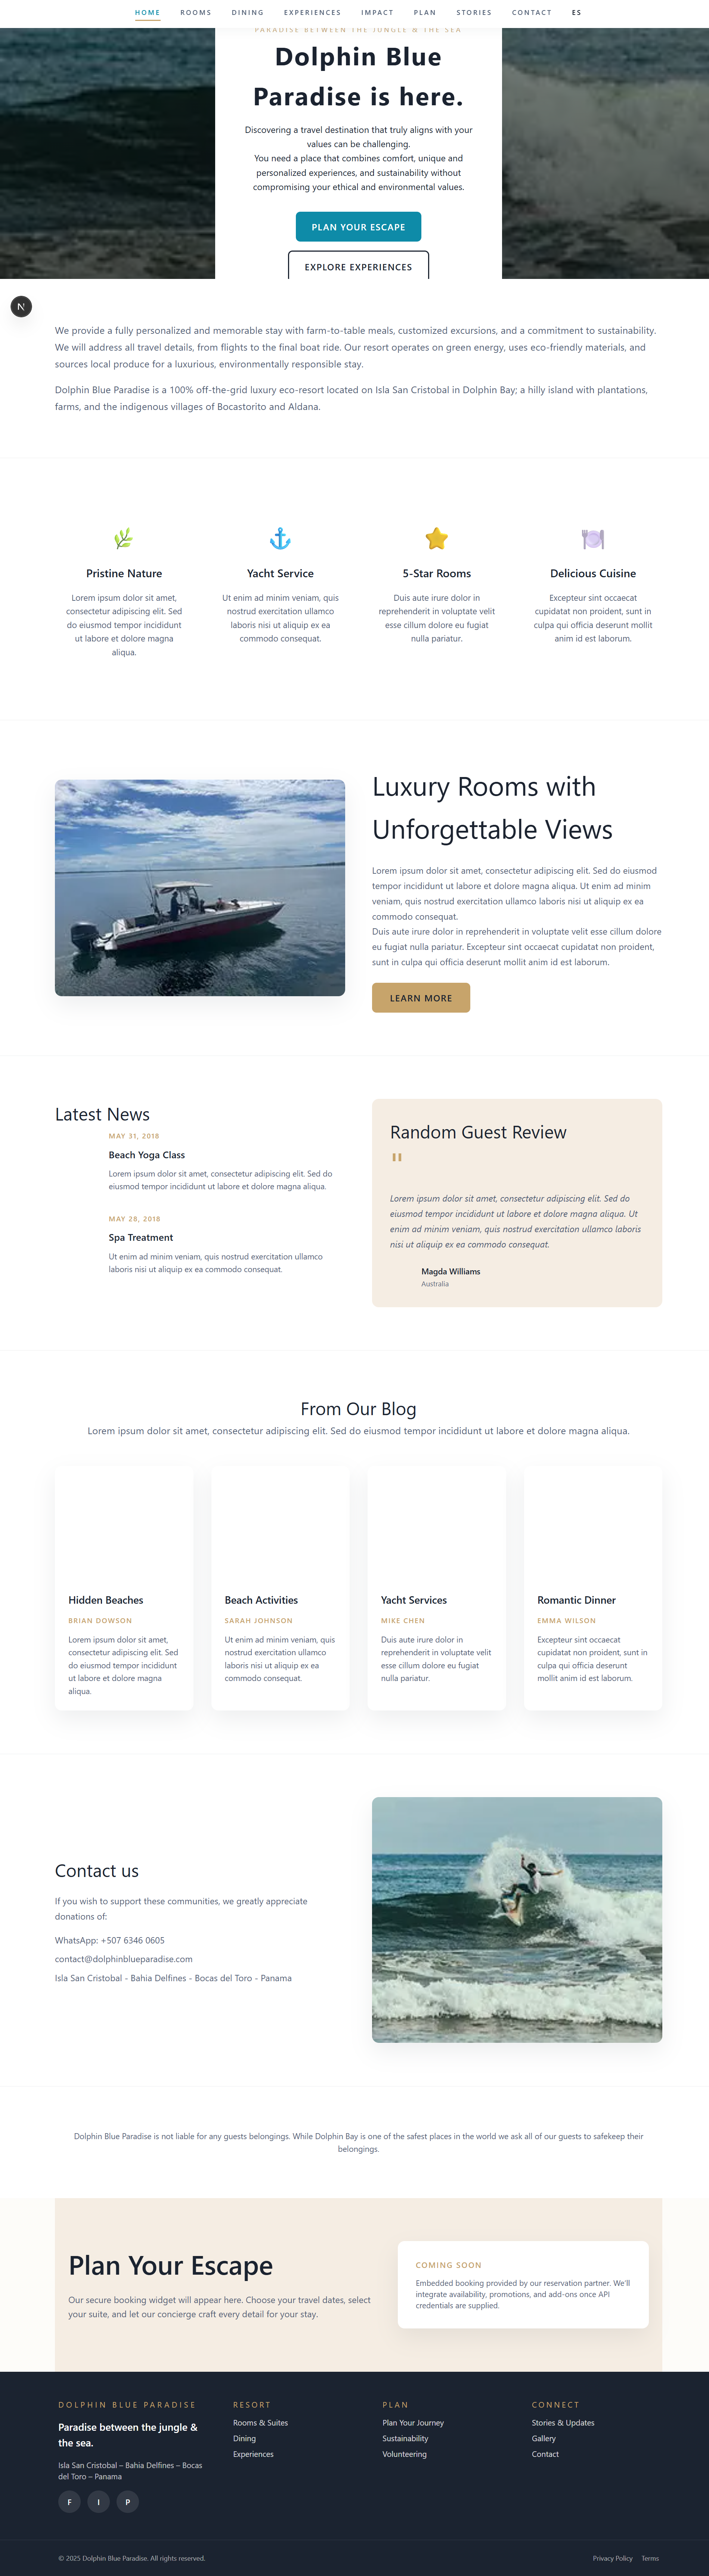 HOME ROOMS DINING EXPERIENCES IMPACT PLAN STORIES CONTACT ES
PARADISE BETWEEN THE JUNGLE & THE SEA
Dolphin Blue
Paradise is here.
Discovering a travel destination that truly aligns with your
values can be challenging.
You need a place that combines comfort, unique and
personalized experiences, and sustainability without
compromising your ethical and environmental values.
PLAN YOUR ESCAPE
EXPLORE EXPERIENCES
N
We provide a fully personalized and memorable stay with farm-to-table meals, customized excursions, and a commitment to sustainability.
We will address all travel details, from flights to the final boat ride. Our resort operates on green energy, uses eco-friendly materials, and
sources local produce for a luxurious, environmentally responsible stay.
Dolphin Blue Paradise is a 100% off-the-grid luxury eco-resort located on Isla San Cristobal in Dolphin Bay; a hilly island with plantations,
farms, and the indigenous villages of Bocastorito and Aldana.
Pristine Nature
Lorem ipsum dolor sit amet,
consectetur adipiscing elit. Sed
do eiusmod tempor incididunt
ut labore et dolore magna
aliqua.
Yacht Service
Ut enim ad minim veniam, quis
nostrud exercitation ullamco
laboris nisi ut aliquip ex ea
commodo consequat.
5-Star Rooms
Duis aute irure dolor in
reprehenderit in voluptate velit
esse cillum dolore eu fugiat
nulla pariatur.
Delicious Cuisine
Excepteur sint occaecat
cupidatat non proident, sunt in
culpa qui officia deserunt mollit
anim id est laborum.
Luxury Rooms with
Unforgettable Views
Lorem ipsum dolor sit amet, consectetur adipiscing elit. Sed do eiusmod
tempor incididunt ut labore et dolore magna aliqua. Ut enim ad minim
veniam, quis nostrud exercitation ullamco laboris nisi ut aliquip ex ea
commodo consequat.
Duis aute irure dolor in reprehenderit in voluptate velit esse cillum dolore
eu fugiat nulla pariatur. Excepteur sint occaecat cupidatat non proident,
sunt in culpa qui officia deserunt mollit anim id est laborum.
LEARN MORE
Latest News
MAY 31, 2018
Beach Yoga Class
Lorem ipsum dolor sit amet, consectetur adipiscing elit. Sed do
eiusmod tempor incididunt ut labore et dolore magna aliqua.
MAY 28, 2018
Spa Treatment
Ut enim ad minim veniam, quis nostrud exercitation ullamco
laboris nisi ut aliquip ex ea commodo consequat.
Random Guest Review
"
Lorem ipsum dolor sit amet, consectetur adipiscing elit. Sed do
eiusmod tempor incididunt ut labore et dolore magna aliqua. Ut
enim ad minim veniam, quis nostrud exercitation ullamco laboris
nisi ut aliquip ex ea commodo consequat.
Magda Williams
Australia
From Our Blog
Lorem ipsum dolor sit amet, consectetur adipiscing elit. Sed do eiusmod tempor incididunt ut labore et dolore magna aliqua.
Hidden Beaches
BRIAN DOWSON
Lorem ipsum dolor sit amet,
consectetur adipiscing elit. Sed
do eiusmod tempor incididunt
ut labore et dolore magna
aliqua.
Beach Activities
SARAH JOHNSON
Ut enim ad minim veniam, quis
nostrud exercitation ullamco
laboris nisi ut aliquip ex ea
commodo consequat.
Yacht Services
MIKE CHEN
Duis aute irure dolor in
reprehenderit in voluptate velit
esse cillum dolore eu fugiat
nulla pariatur.
Romantic Dinner
EMMA WILSON
Excepteur sint occaecat
cupidatat non proident, sunt in
culpa qui officia deserunt
mollit anim id est laborum.
Contact us
If you wish to support these communities, we greatly appreciate
donations of:
WhatsApp: +507 6346 0605
contact@dolphinblueparadise.com
Isla San Cristobal - Bahia Delfines - Bocas del Toro - Panama
Dolphin Blue Paradise is not liable for any guests belongings. While Dolphin Bay is one of the safest places in the world we ask all of our guests to safekeep their
belongings.
Plan Your Escape
Our secure booking widget will appear here. Choose your travel dates, select
your suite, and let our concierge craft every detail for your stay.
COMING SOON
Embedded booking provided by our reservation partner. We'll
integrate availability, promotions, and add-ons once API
credentials are supplied.
DOLPHIN BLUE PARADISE
Paradise between the jungle &
the sea.
Isla San Cristobal – Bahia Delfines – Bocas
del Toro – Panama
F I P
RESORT
Rooms & Suites
Dining
Experiences
PLAN
Plan Your Journey
Sustainability
Volunteering
CONNECT
Stories & Updates
Gallery
Contact
© 2025 Dolphin Blue Paradise. All rights reserved.
Privacy Policy Terms